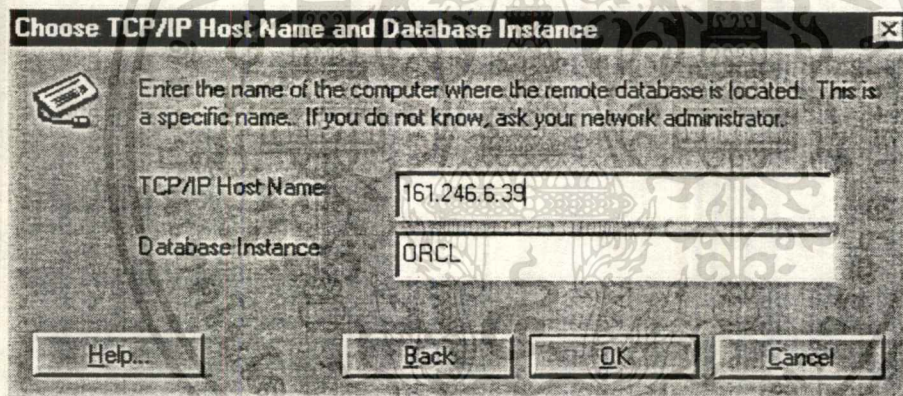 Choose TCP/IP Host Name and Database Instance
Enter the name of the computer where the remote database is located. This is
a specific name. If you do not know, ask your network administrator.
TCP/IP Host Name
161.246.6.39
Database Instance
ORCL
Help...
Back
OK
Cancel